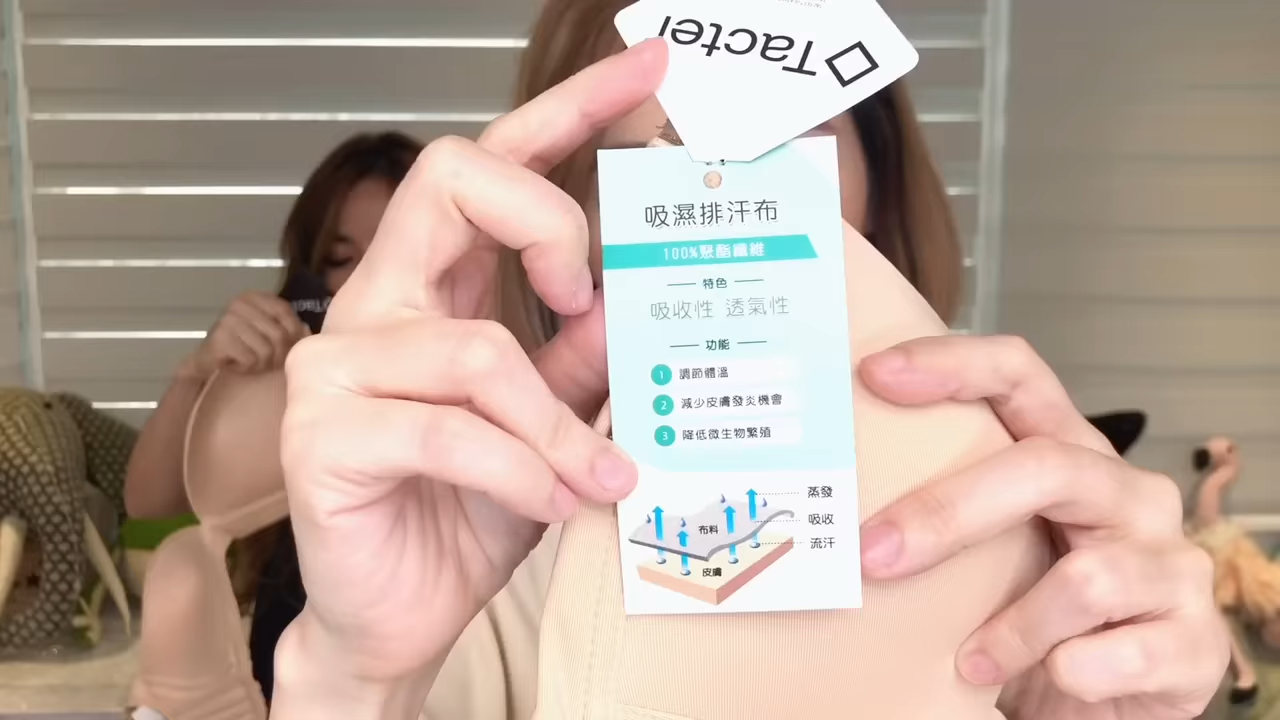 Tactel
吸濕排汗布
100%聚酯纖維
特色
吸收性 透氣性
功能
1 調節體溫
2 減少皮膚發炎機會
3 降低微生物繁殖
蒸發
布料
吸收
流汗
皮膚